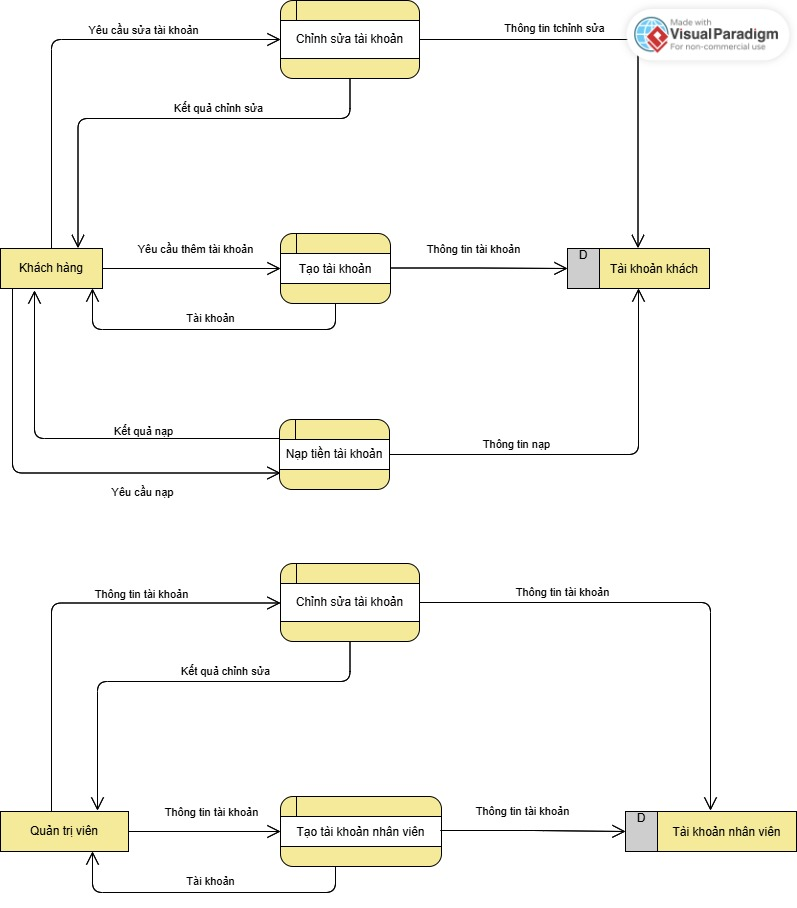 Yêu cầu sửa tài khoản
Chỉnh sửa tài khoản
Thông tin tchỉnh sửa
Made with
VisualParadigm
For non-commercial use
Kết quả chỉnh sửa
Khách hàng
Yêu cầu thêm tài khoản
Tạo tài khoản
Thông tin tài khoản
D
Tài khoản khách
Tài khoản
Kết quả nạp
Nạp tiền tài khoản
Thông tin nạp
Yêu cầu nạp
Thông tin tài khoản
Chỉnh sửa tài khoản
Thông tin tài khoản
Kết quả chỉnh sửa
Quản trị viên
Thông tin tài khoản
Tạo tài khoản nhân viên
Thông tin tài khoản
D
Tài khoản nhân viên
Tài khoản